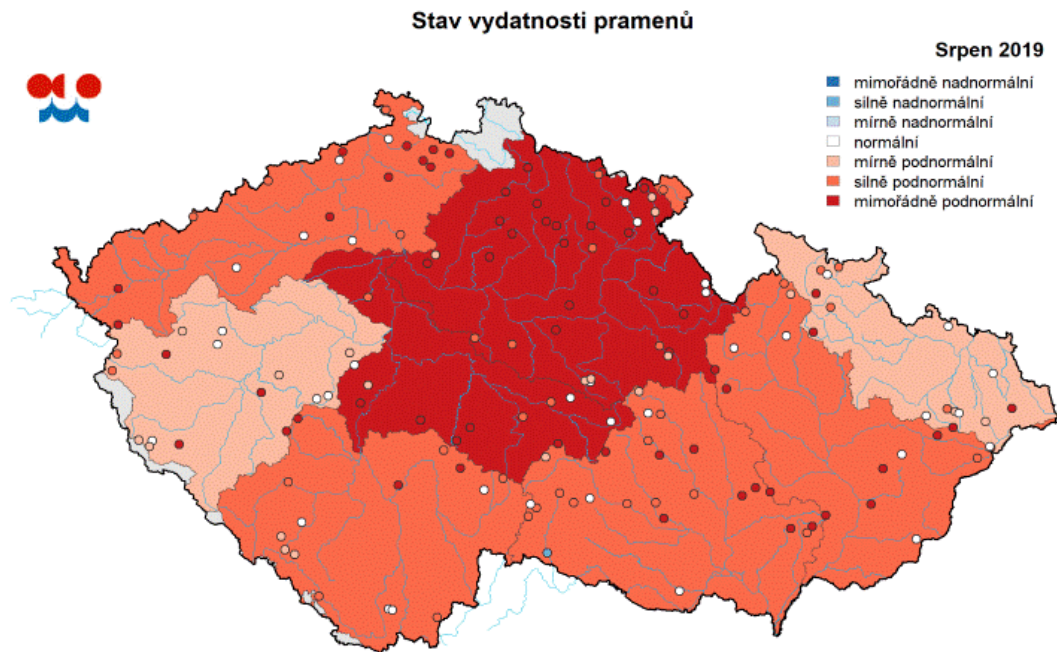 Stav vydatnosti pramenů
Srpen 2019
mimořádně nadnormální
silně nadnormální
mírně nadnormální
normální
mírně podnormální
silně podnormální
mimořádně podnormální